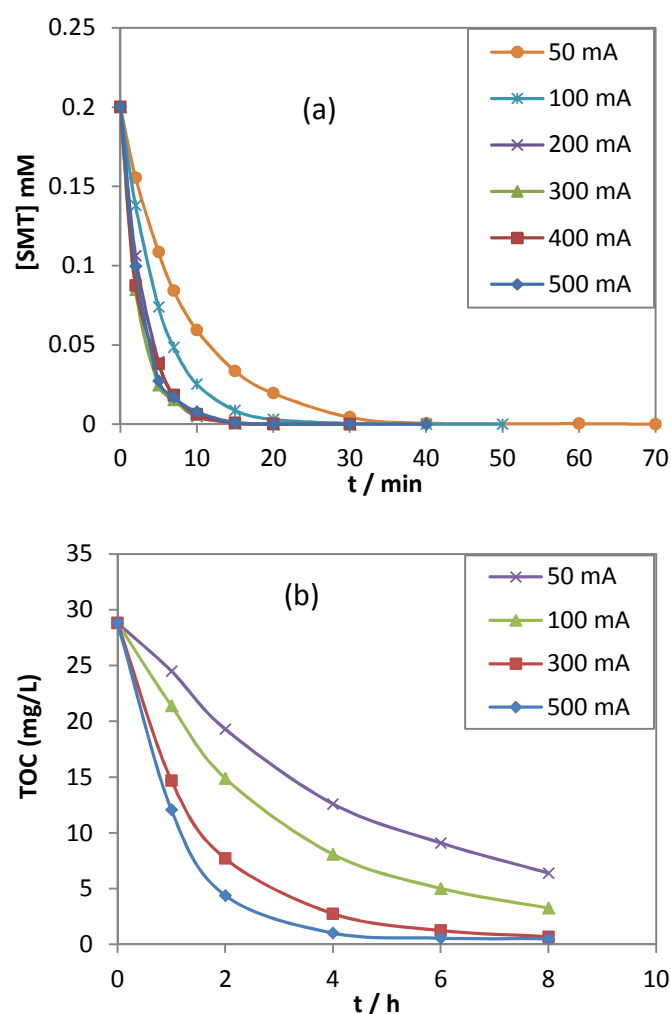 0.25
0.2
0.15
0.1
0.05
0
[SMT] mM
(a)
50 mA
100 mA
200 mA
300 mA
400 mA
500 mA
0 10 20 30 40 50 60 70
t / min
35
30
25
20
15
10
5
0
TOC (mg/L)
(b)
50 mA
100 mA
300 mA
500 mA
0 2 4 6 8 10
t / h